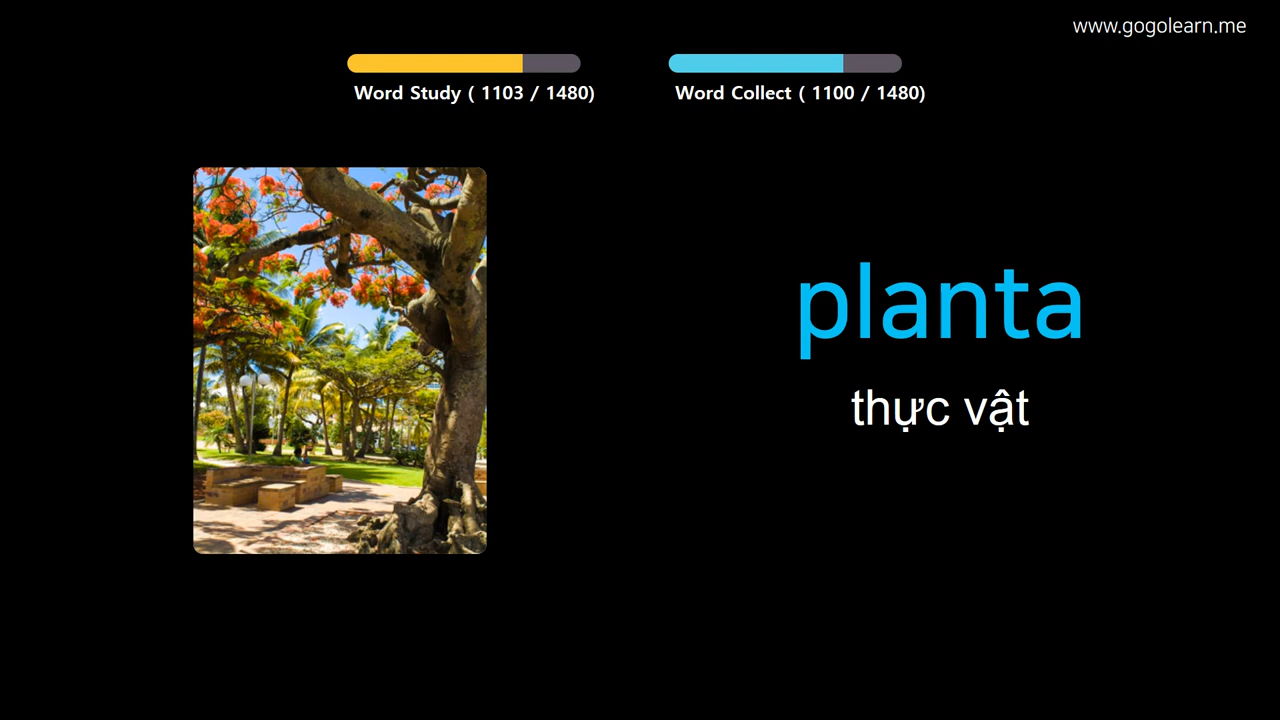 www.gogolearn.me
Word Study ( 1103 / 1480)
Word Collect ( 1100 / 1480)
planta
thực vật